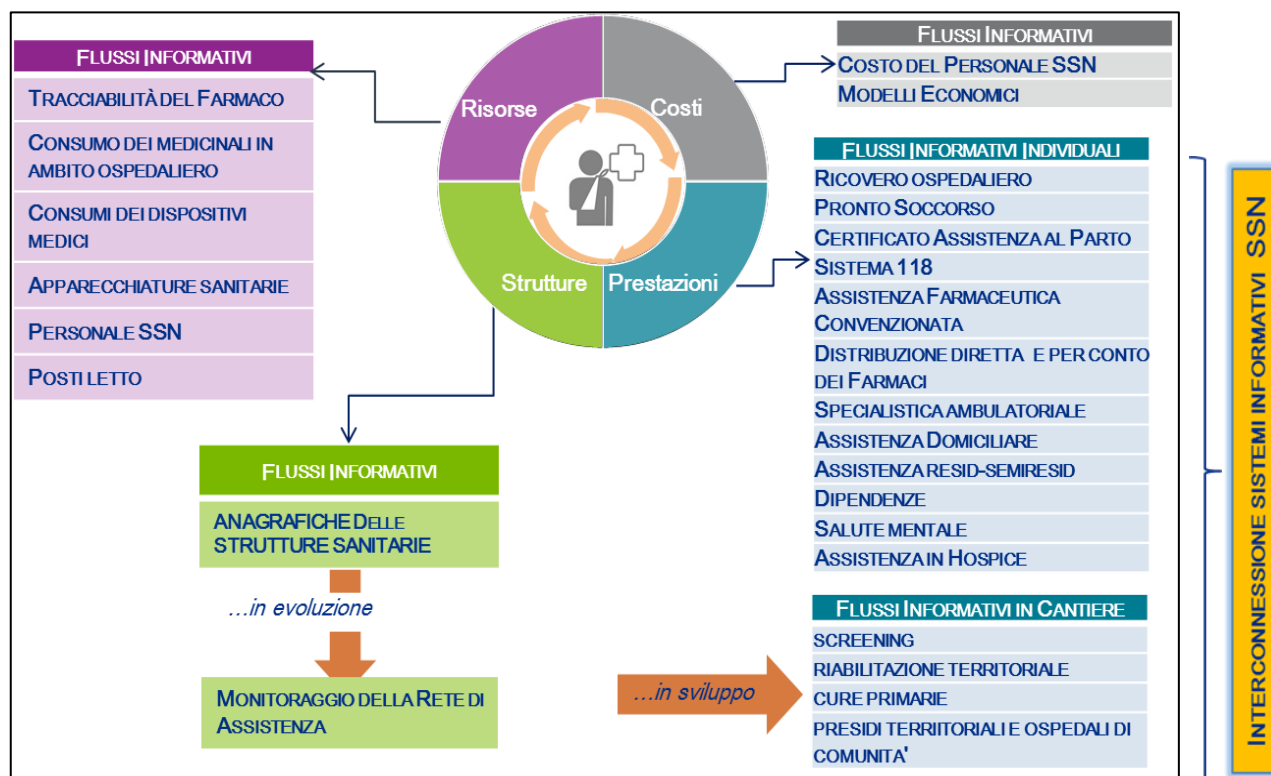 FLUSSI INFORMATIVI
TRACCIABILITÀ DEL FARMACO
CONSUMO DEI MEDICINALI IN
AMBITO OSPEDALIERO
CONSUMI DEI DISPOSITIVI
MEDICI
APPARECCHIATURE SANITARIE
PERSONALE SSN
POSTI LETTO
Risorse
Costi
Strutture
Prestazioni
FLUSSI INFORMATIVI
COSTO DEL PERSONALE SSN
MODELLI ECONOMICI
FLUSSI INFORMATIVI INDIVIDUALI
RICOVERO OSPEDALIERO
PRONTO SOCCORSO
CERTIFICATO ASSISTENZA AL PARTO
SISTEMA 118
ASSISTENZA FARMACEUTICA
CONVENZIONATA
DISTRIBUZIONE DIRETTA E PER CONTO
DEI FARMACI
SPECIALISTICA AMBULATORIALE
ASSISTENZA DOMICILIARE
ASSISTENZA RESID-SEMIRESID
DIPENDENZE
SALUTE MENTALE
ASSISTENZA IN HOSPICE
FLUSSI INFORMATIVI
ANAGRAFICHE DELLE
STRUTTURE SANITARIE
...in evoluzione
MONITORAGGIO DELLA RETE DI
ASSISTENZA
...in sviluppo
FLUSSI INFORMATIVI IN CANTIERE
SCREENING
RIABILITAZIONE TERRITORIALE
CURE PRIMARIE
PRESIDI TERRITORIALI E OSPEDALI DI
COMUNITA'
INTERCONNESSIONE SISTEMI INFORMATIVI SSN